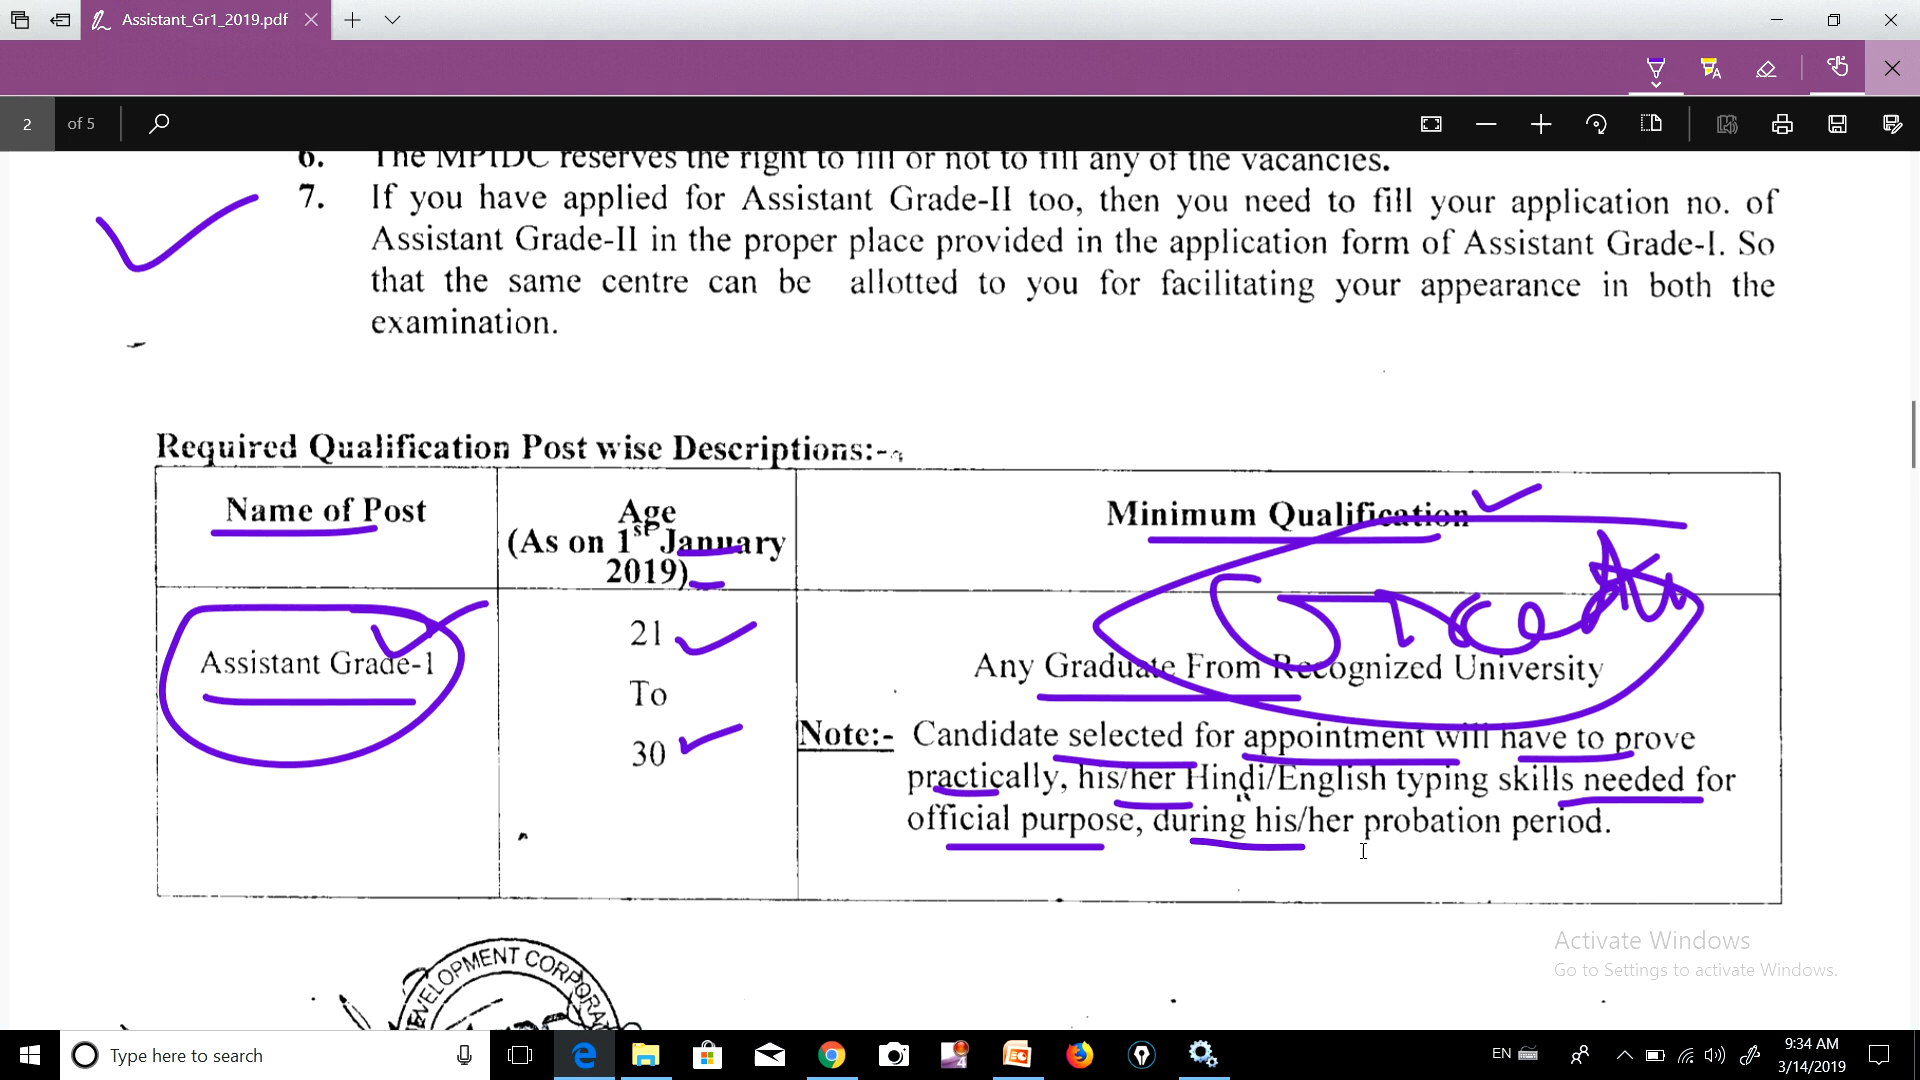 Assistant_Gr1_2019.pdf
2 of 5
6. The MPIDC reserves the right to fill or not to fill any of the vacancies.
7. If you have applied for Assistant Grade-II too, then you need to fill your application no. of
Assistant Grade-II in the proper place provided in the application form of Assistant Grade-I. So
that the same centre can be allotted to you for facilitating your appearance in both the
examination.
Required Qualification Post wise Descriptions:-
Name of Post
Age
(As on 1st January
2019)
Minimum Qualification
Assistant Grade-1
21
To
30
Any Graduate From Recognized University
Note:- Candidate selected for appointment will have to prove
practically, his/her Hindi/English typing skills needed for
official purpose, during his/her probation period.
Activate Windows
Go to Settings to activate Windows.
VELOPMENT CORPORAT
Type here to search
EN
9:34 AM
3/14/2019